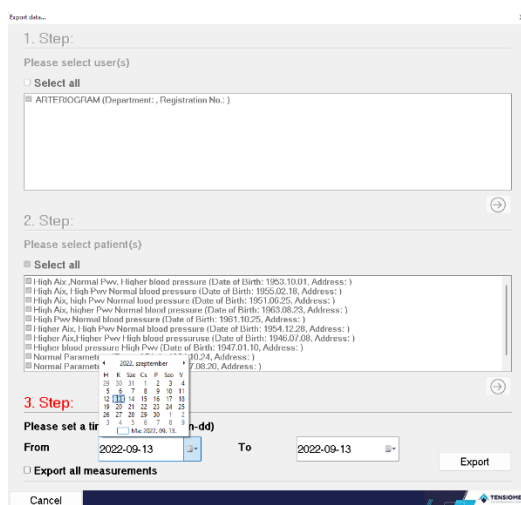 Export data...
1. Step:
Please select user(s)
Select all
ARTERIOGRAM (Department: , Registration No.: )
2. Step:
Please select patient(s)
Select all
High Aix ,Normal Pwv, Higher blood pressure (Date of Birth: 1953.10.01, Address: )
High Aix, High Pwv Normal blood pressure (Date of Birth: 1955.02.18, Address: )
High Aix, high Pwv Normal lood pressure (Date of Birth: 1951.06.25, Address: )
High Aix, higher Pwv Normal blood pressure (Date of Birth: 1963.08.23, Address: )
High Pwv Normal blood pressure (Date of Birth: 1961.10.25, Address: )
Higher Aix, High Pwv Normal blood pressure (Date of Birth: 1954.12.28, Address: )
Higher Aix,Higher Pwv High blood pressuruse (Date of Birth: 1946.07.08, Address: )
Higher blood pressure High Pwv (Date of Birth: 1947.01.10, Address: )
Normal Paramete 10.24, Address: )
Normal Paramete 7.08.20, Address: )
2022. szeptember
H K Sze Cs P Szo V
29 30 31 1 2 3 4
5 6 7 8 9 10 11
12 13 14 15 16 17 18
19 20 21 22 23 24 25
26 27 28 29 30 1 2
3 4 5 6 7 8 9
Ma: 2022. 09. 13.
3. Step:
Please set a tir n-dd)
From 2022-09-13 To 2022-09-13
Export all measurements
Export
Cancel
TENSIOME